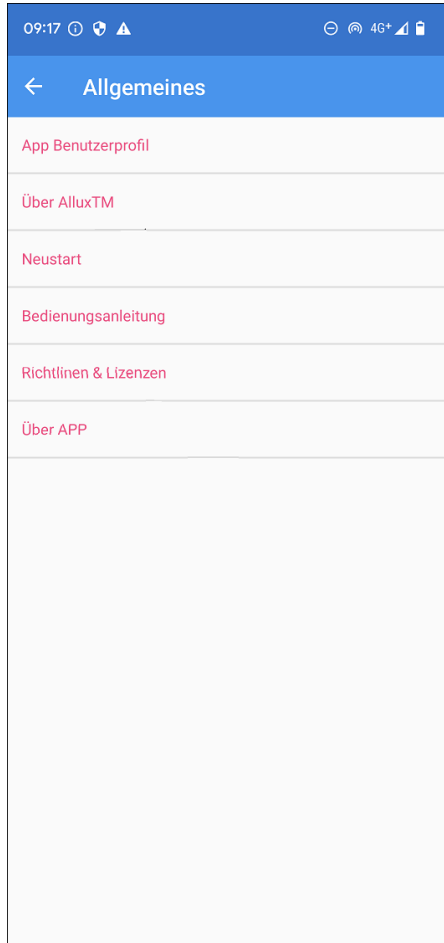 09:17 4G+
Allgemeines
App Benutzerprofil
Über AlluxTM
Neustart
Bedienungsanleitung
Richtlinen & Lizenzen
Über APP